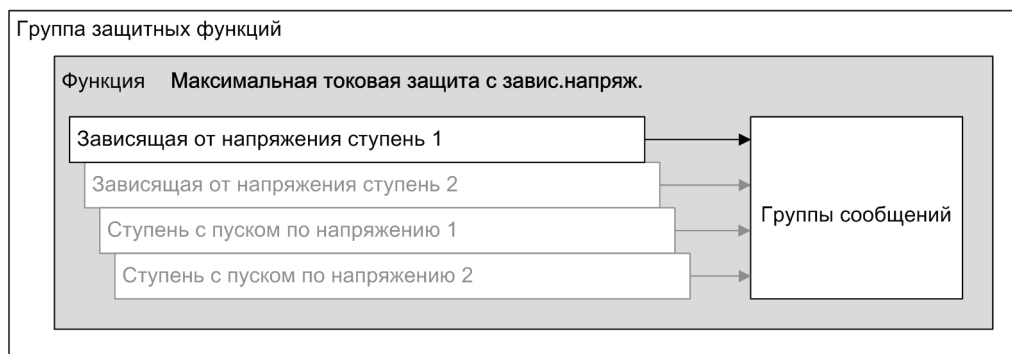 Группа защитных функций
Функция Максимальная токовая защита с завис.напряж.
Зависящая от напряжения ступень 1
Зависящая от напряжения ступень 2
Ступень с пуском по напряжению 1
Ступень с пуском по напряжению 2
Группы сообщений